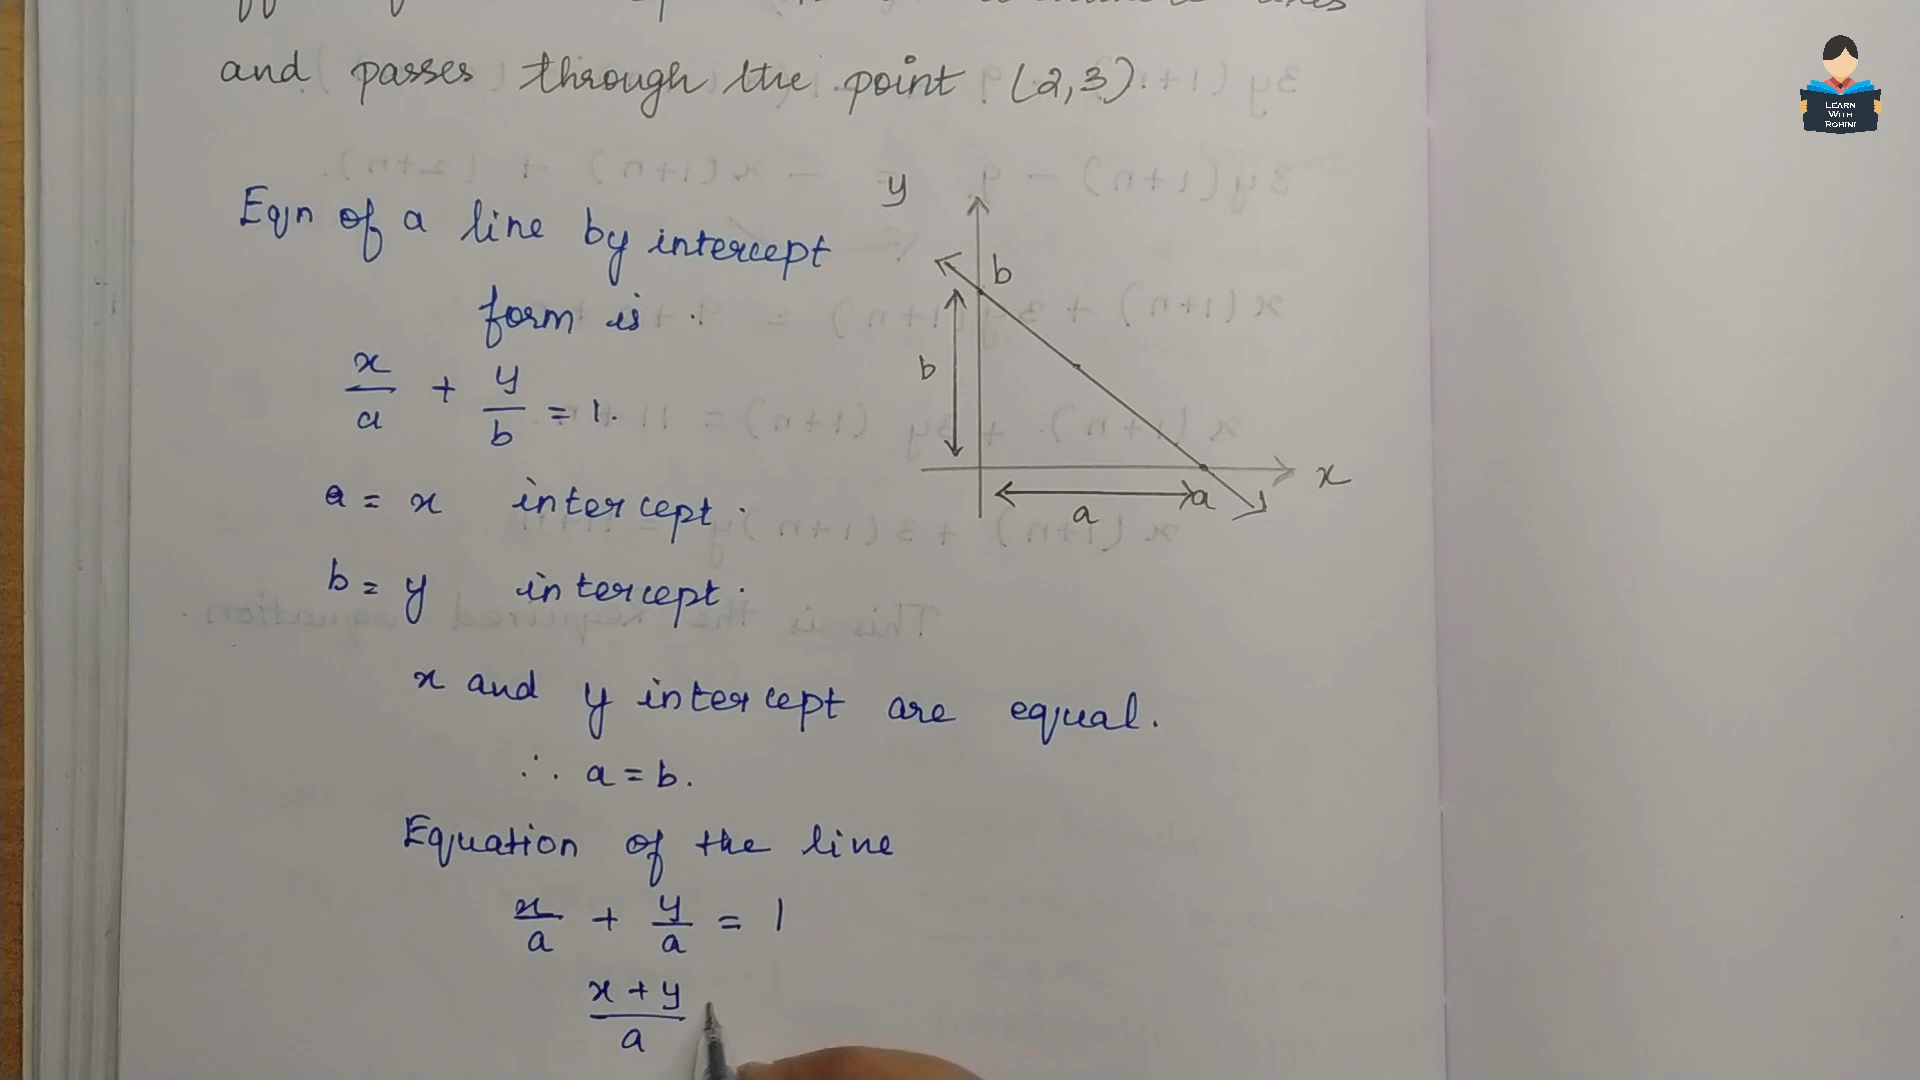 and passes through the point (2,3).
Eqn of a line by intercept
form is .
x/a + y/b = 1.
a = x intercept.
b = y intercept.
x and y intercept are equal.
∴ a = b.
Equation of the line
x/a + y/a = 1
x + y / a
y
b
b
a
a
x
LEARN
WITH
ROHINI